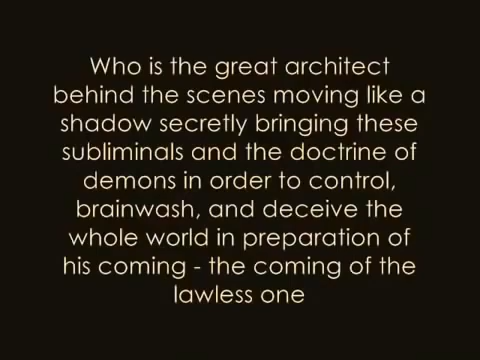 Who is the great architect
behind the scenes moving like a
shadow secretly bringing these
subliminals and the doctrine of
demons in order to control,
brainwash, and deceive the
whole world in preparation of
his coming - the coming of the
lawless one